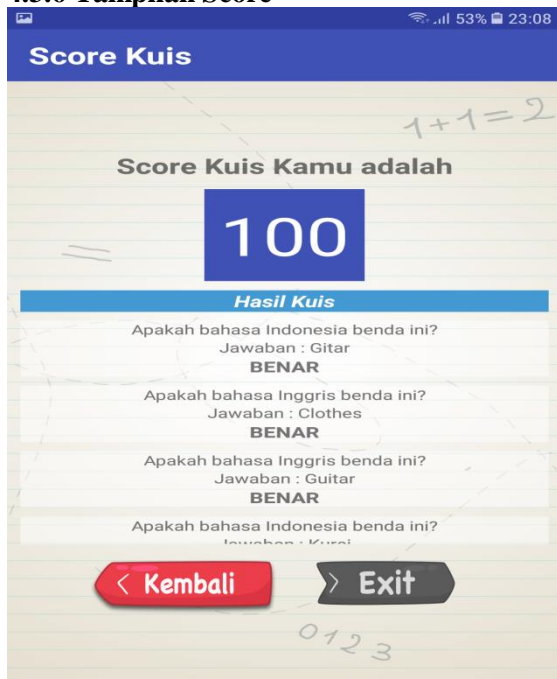 53% 23:08
Score Kuis
1+1=2
Score Kuis Kamu adalah
100
=
Hasil Kuis
Apakah bahasa Indonesia benda ini?
Jawaban : Gitar
BENAR
Apakah bahasa Inggris benda ini?
Jawaban : Clothes
BENAR
Apakah bahasa Inggris benda ini?
Jawaban : Guitar
BENAR
Apakah bahasa Indonesia benda ini?
< Kembali
> Exit
0123